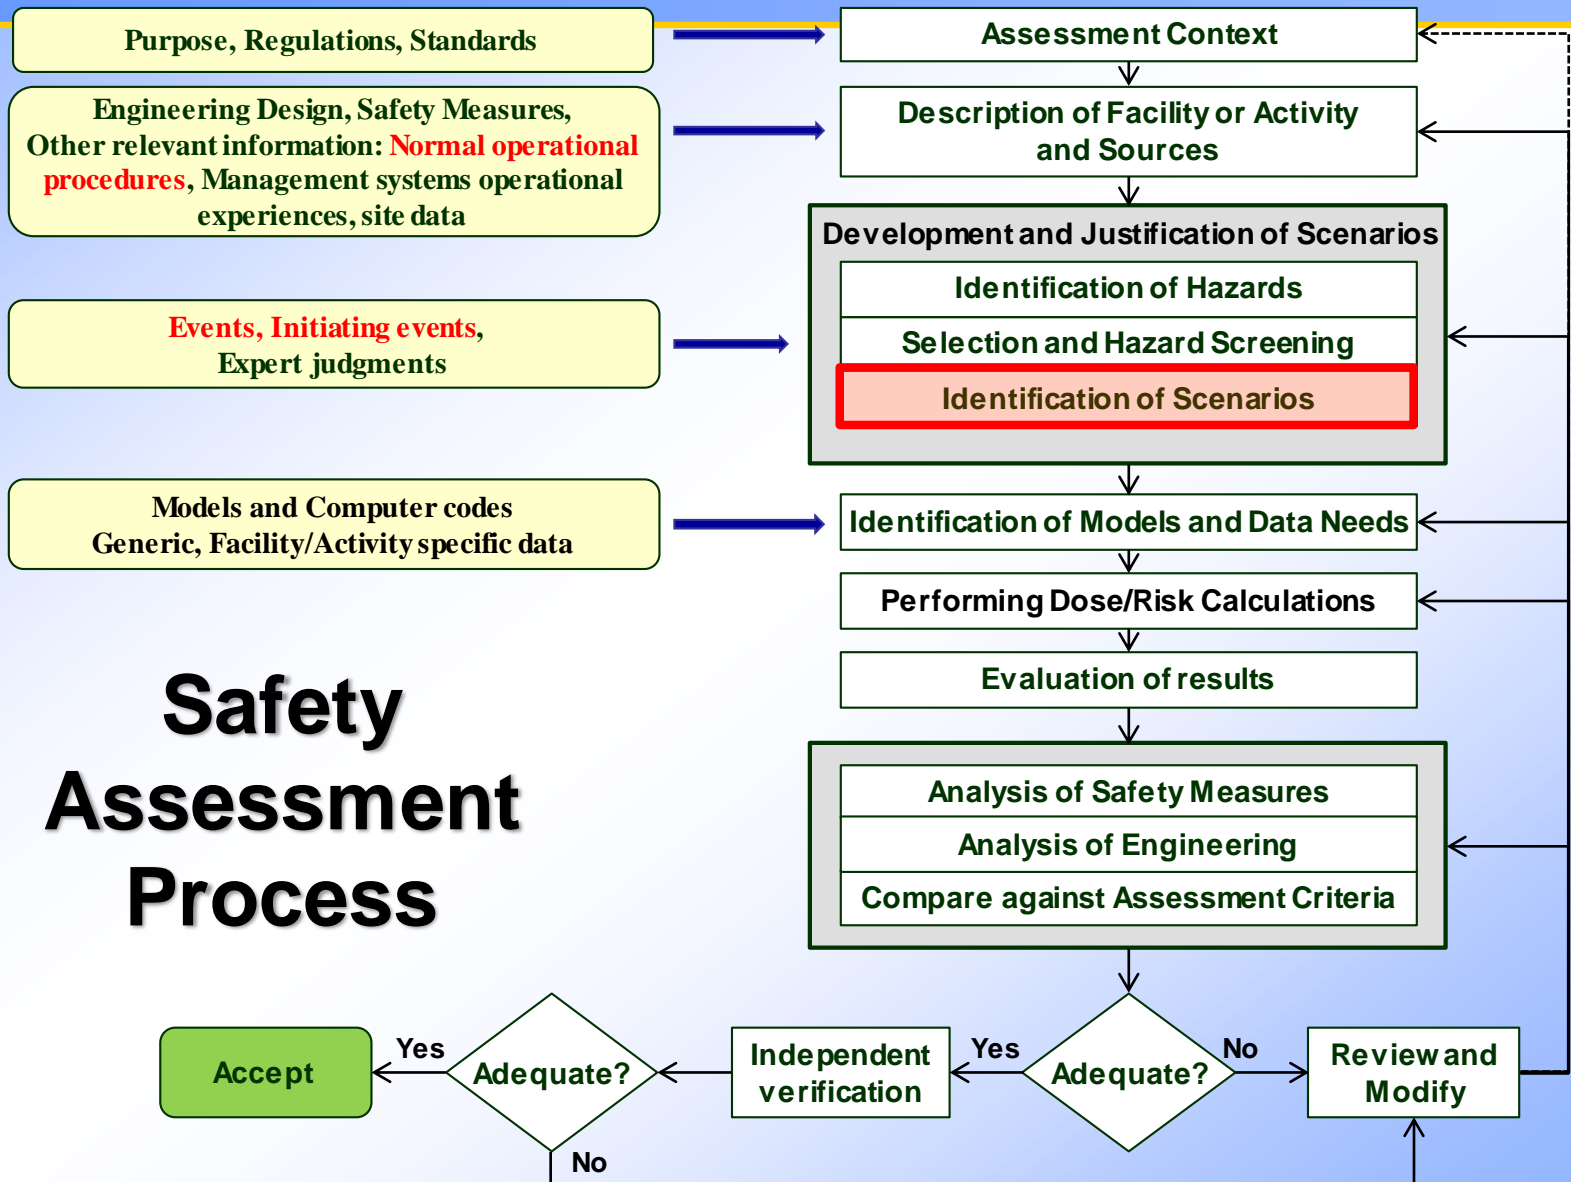 Purpose, Regulations, Standards
Assessment Context
Engineering Design, Safety Measures,
Other relevant information: Normal operational
procedures, Management systems operational
experiences, site data
Description of Facility or Activity
and Sources
Development and Justification of Scenarios
Identification of Hazards
Selection and Hazard Screening
Identification of Scenarios
Events, Initiating events,
Expert judgments
Models and Computer codes
Generic, Facility/Activity specific data
Identification of Models and Data Needs
Performing Dose/Risk Calculations
Evaluation of results
Safety
Assessment
Process
Analysis of Safety Measures
Analysis of Engineering
Compare against Assessment Criteria
Accept
Yes
Adequate?
No
Independent
verification
Yes
Adequate?
No
Review and
Modify